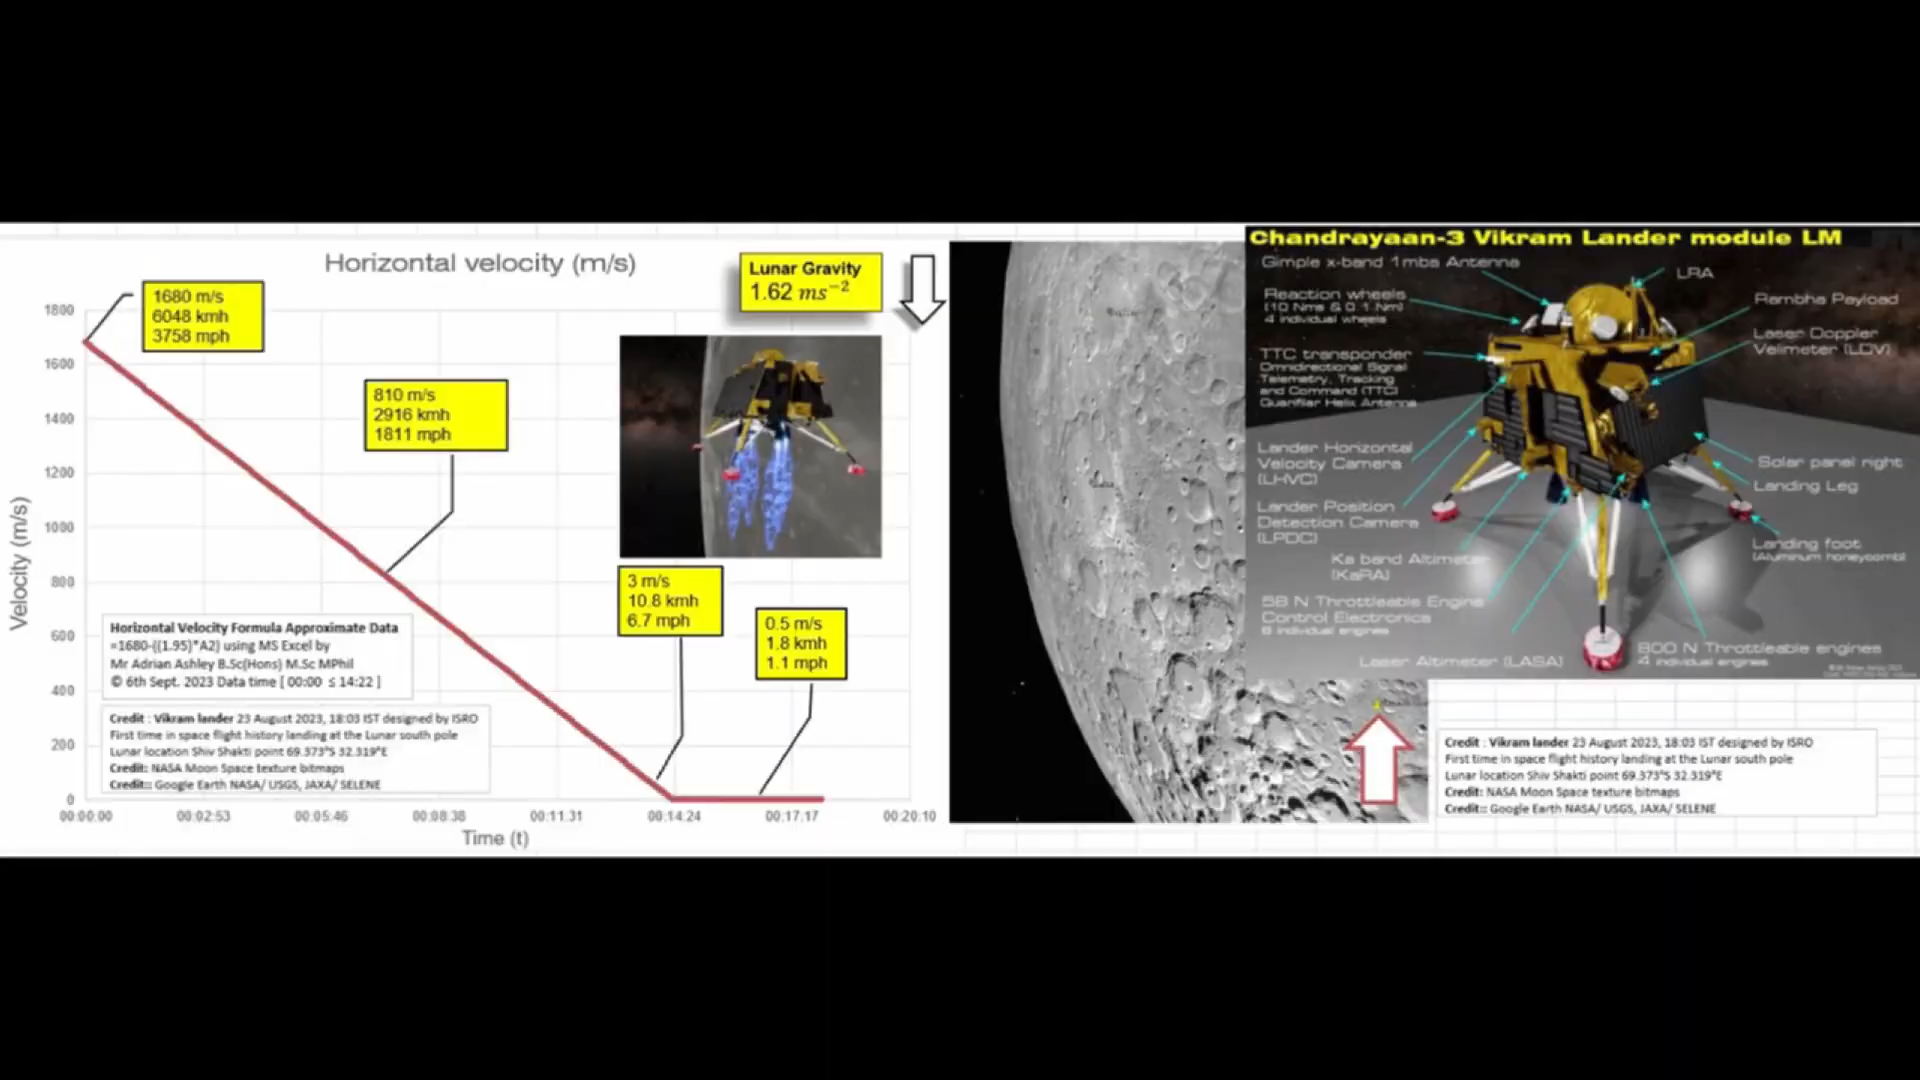 Horizontal velocity (m/s)
Lunar Gravity
1.62 ms⁻²
1680 m/s
6048 kmh
3758 mph
810 m/s
2916 kmh
1811 mph
3 m/s
10.8 kmh
6.7 mph
0.5 m/s
1.8 kmh
1.1 mph
Velocity (m/s)
1800
1600
1400
1200
1000
800
600
400
200
0
00:00:00
00:02:53
00:05:46
00:08:38
00:11:31
00:14:24
00:17:17
00:20:10
Time (t)
Horizontal Velocity Formula Approximate Data
=1680-((1.95)*A2) using MS Excel by
Mr Adrian Ashley B.Sc(Hons) M.Sc MPhil
© 6th Sept. 2023 Data time [ 00:00 ≤ 14:22 ]
Credit : Vikram lander 23 August 2023, 18:03 IST designed by ISRO
First time in space flight history landing at the Lunar south pole
Lunar location Shiv Shakti point 69.373°S 32.319°E
Credit: NASA Moon Space texture bitmaps
Credit:: Google Earth NASA/ USGS, JAXA/ SELENE
Chandrayaan-3 Vikram Lander module LM
Gimple x-band 1mbs Antenna
Reaction wheels
(10 Nms & 0.1 Nm)
4 individual wheels
TTC transponder
Omnidirectional Signal
Telemetry, Tracking
and Command (TTC)
Quarifilar Helix Antenna
Lander Horizontal
Velocity Camera
(LHVC)
Lander Position
Detection Camera
(LPDC)
Ka band Altimeter
(KaRA)
58 N Throttleable Engine
Control Electronics
8 individual engines
Laser Altimeter (LASA)
LRA
Rambha Payload
Laser Doppler
Velimeter (LDV)
Solar panel right
Landing Leg
Landing foot
(Aluminum honeycomb)
800 N Throttleable engines
4 individual engines
Credit : Vikram lander 23 August 2023, 18:03 IST designed by ISRO
First time in space flight history landing at the Lunar south pole
Lunar location Shiv Shakti point 69.373°S 32.319°E
Credit: NASA Moon Space texture bitmaps
Credit:: Google Earth NASA/ USGS, JAXA/ SELENE